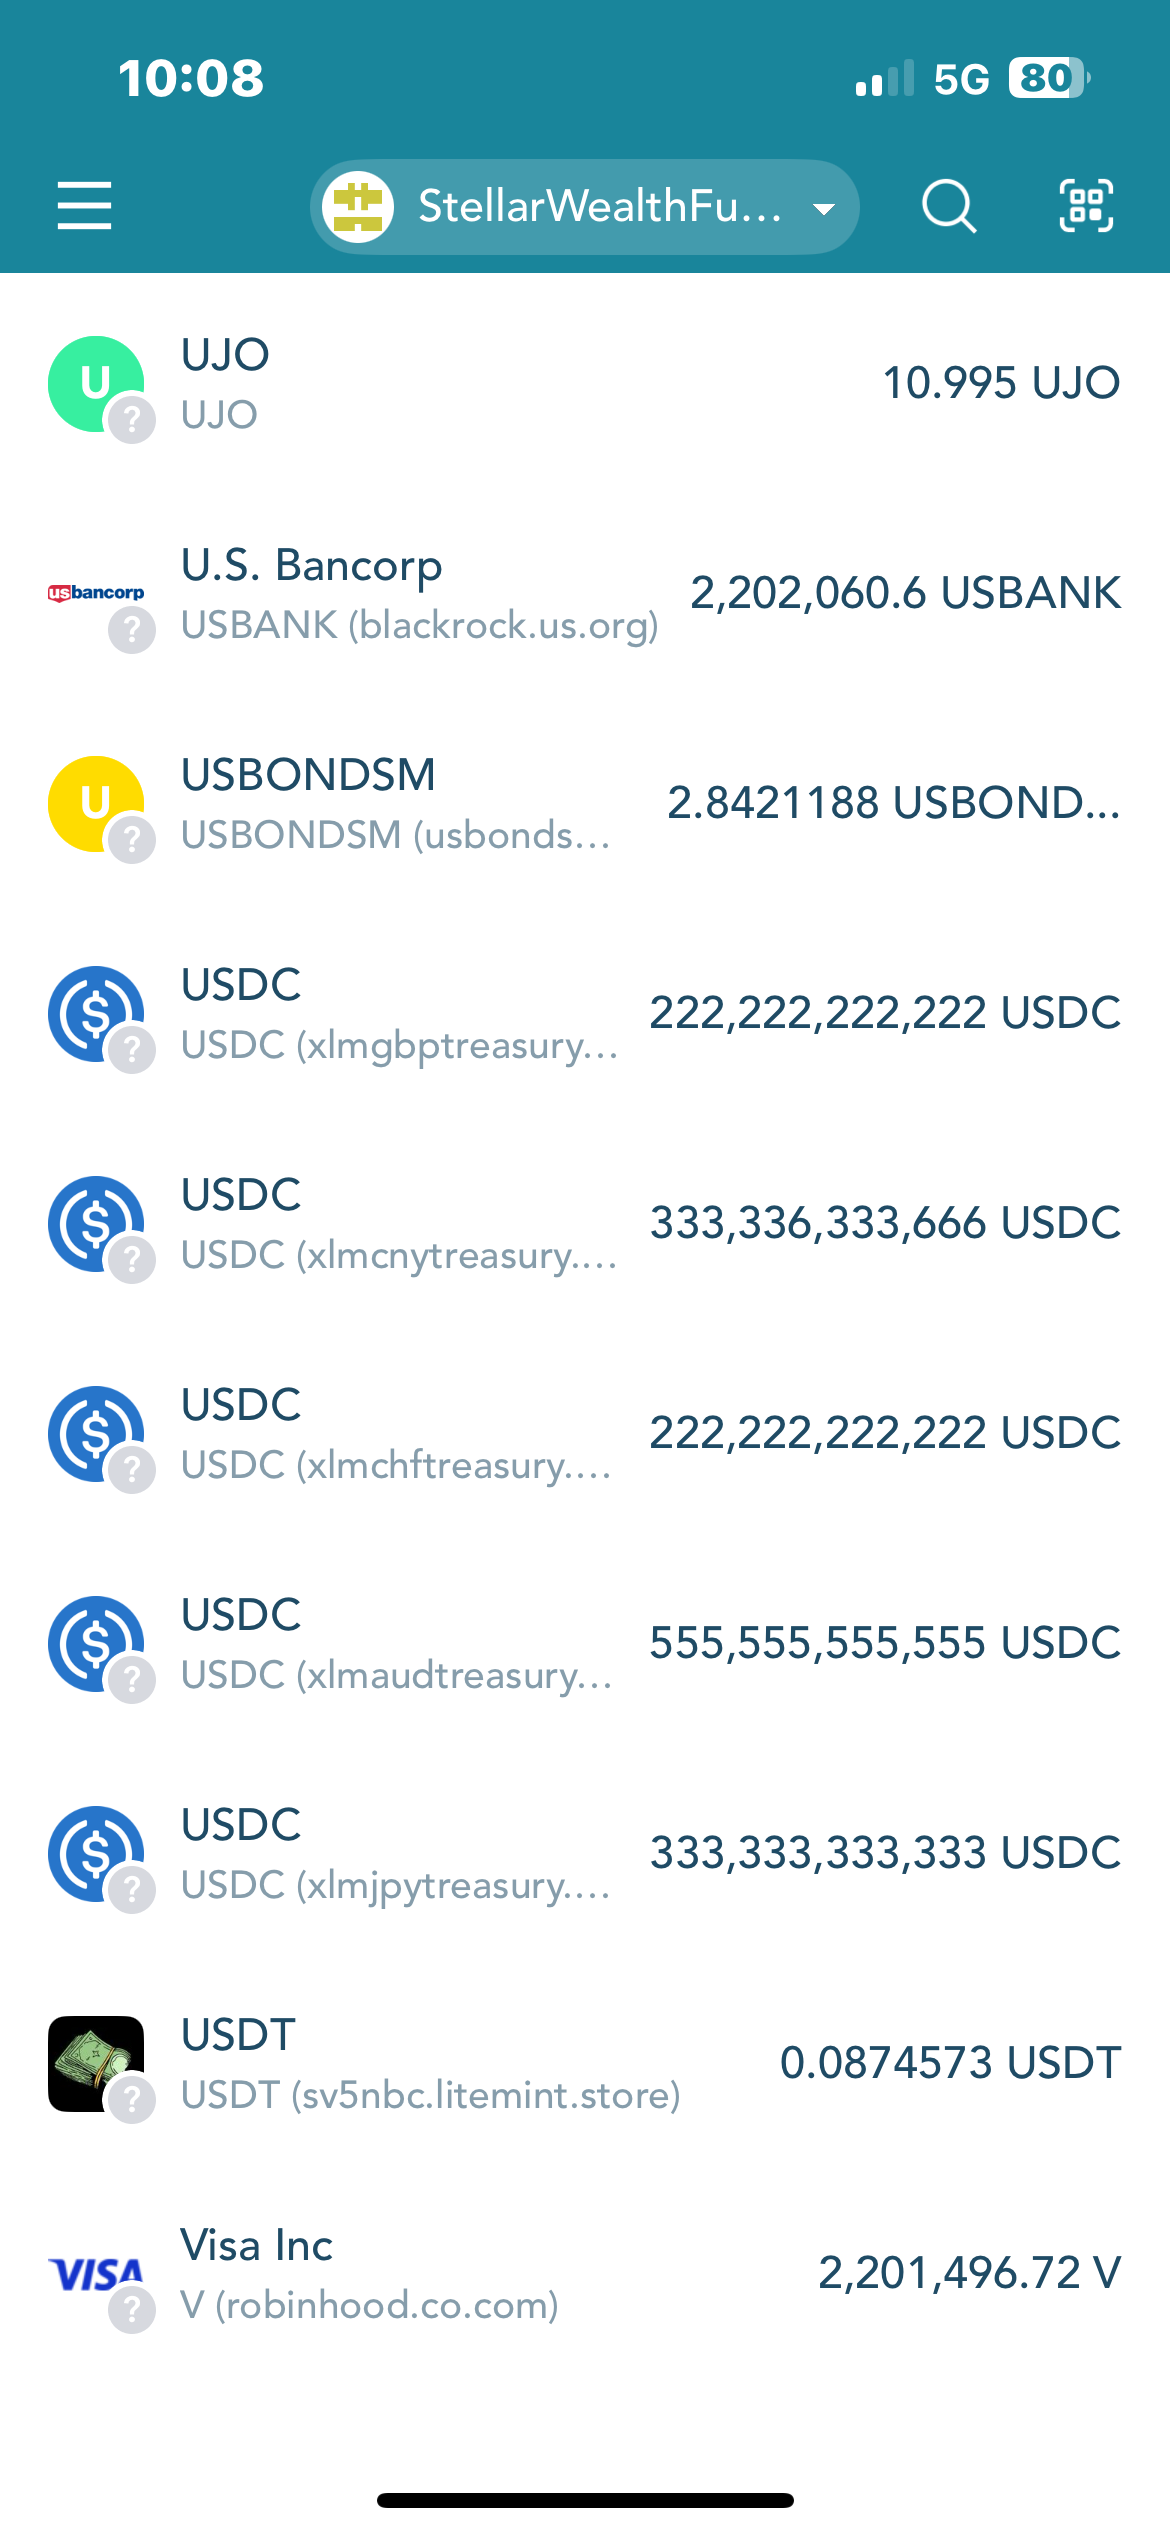 10:08
5G 80
StellarWealthFu...
U
?
UJO
UJO
10.995 UJO
usbancorp
?
U.S. Bancorp
USBANK (blackrock.us.org)
2,202,060.6 USBANK
U
?
USBONDSM
USBONDSM (usbonds...
2.8421188 USBOND...
$
?
USDC
USDC (xlmgbptreasury...
222,222,222,222 USDC
$
?
USDC
USDC (xlmcnytreasury....
333,336,333,666 USDC
$
?
USDC
USDC (xlmchftreasury....
222,222,222,222 USDC
$
?
USDC
USDC (xlmaudtreasury...
555,555,555,555 USDC
$
?
USDC
USDC (xlmjpytreasury....
333,333,333,333 USDC
?
USDT
USDT (sv5nbc.litemint.store)
0.0874573 USDT
VISA
?
Visa Inc
V (robinhood.co.com)
2,201,496.72 V